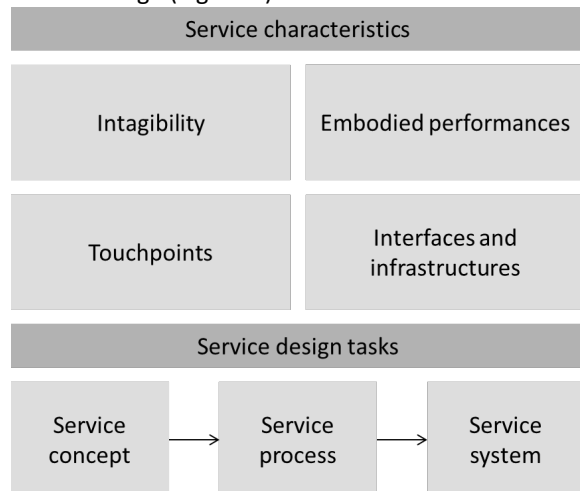 Service characteristics
Intagibility
Embodied performances
Touchpoints
Interfaces and
infrastructures
Service design tasks
Service
concept
Service
process
Service
system